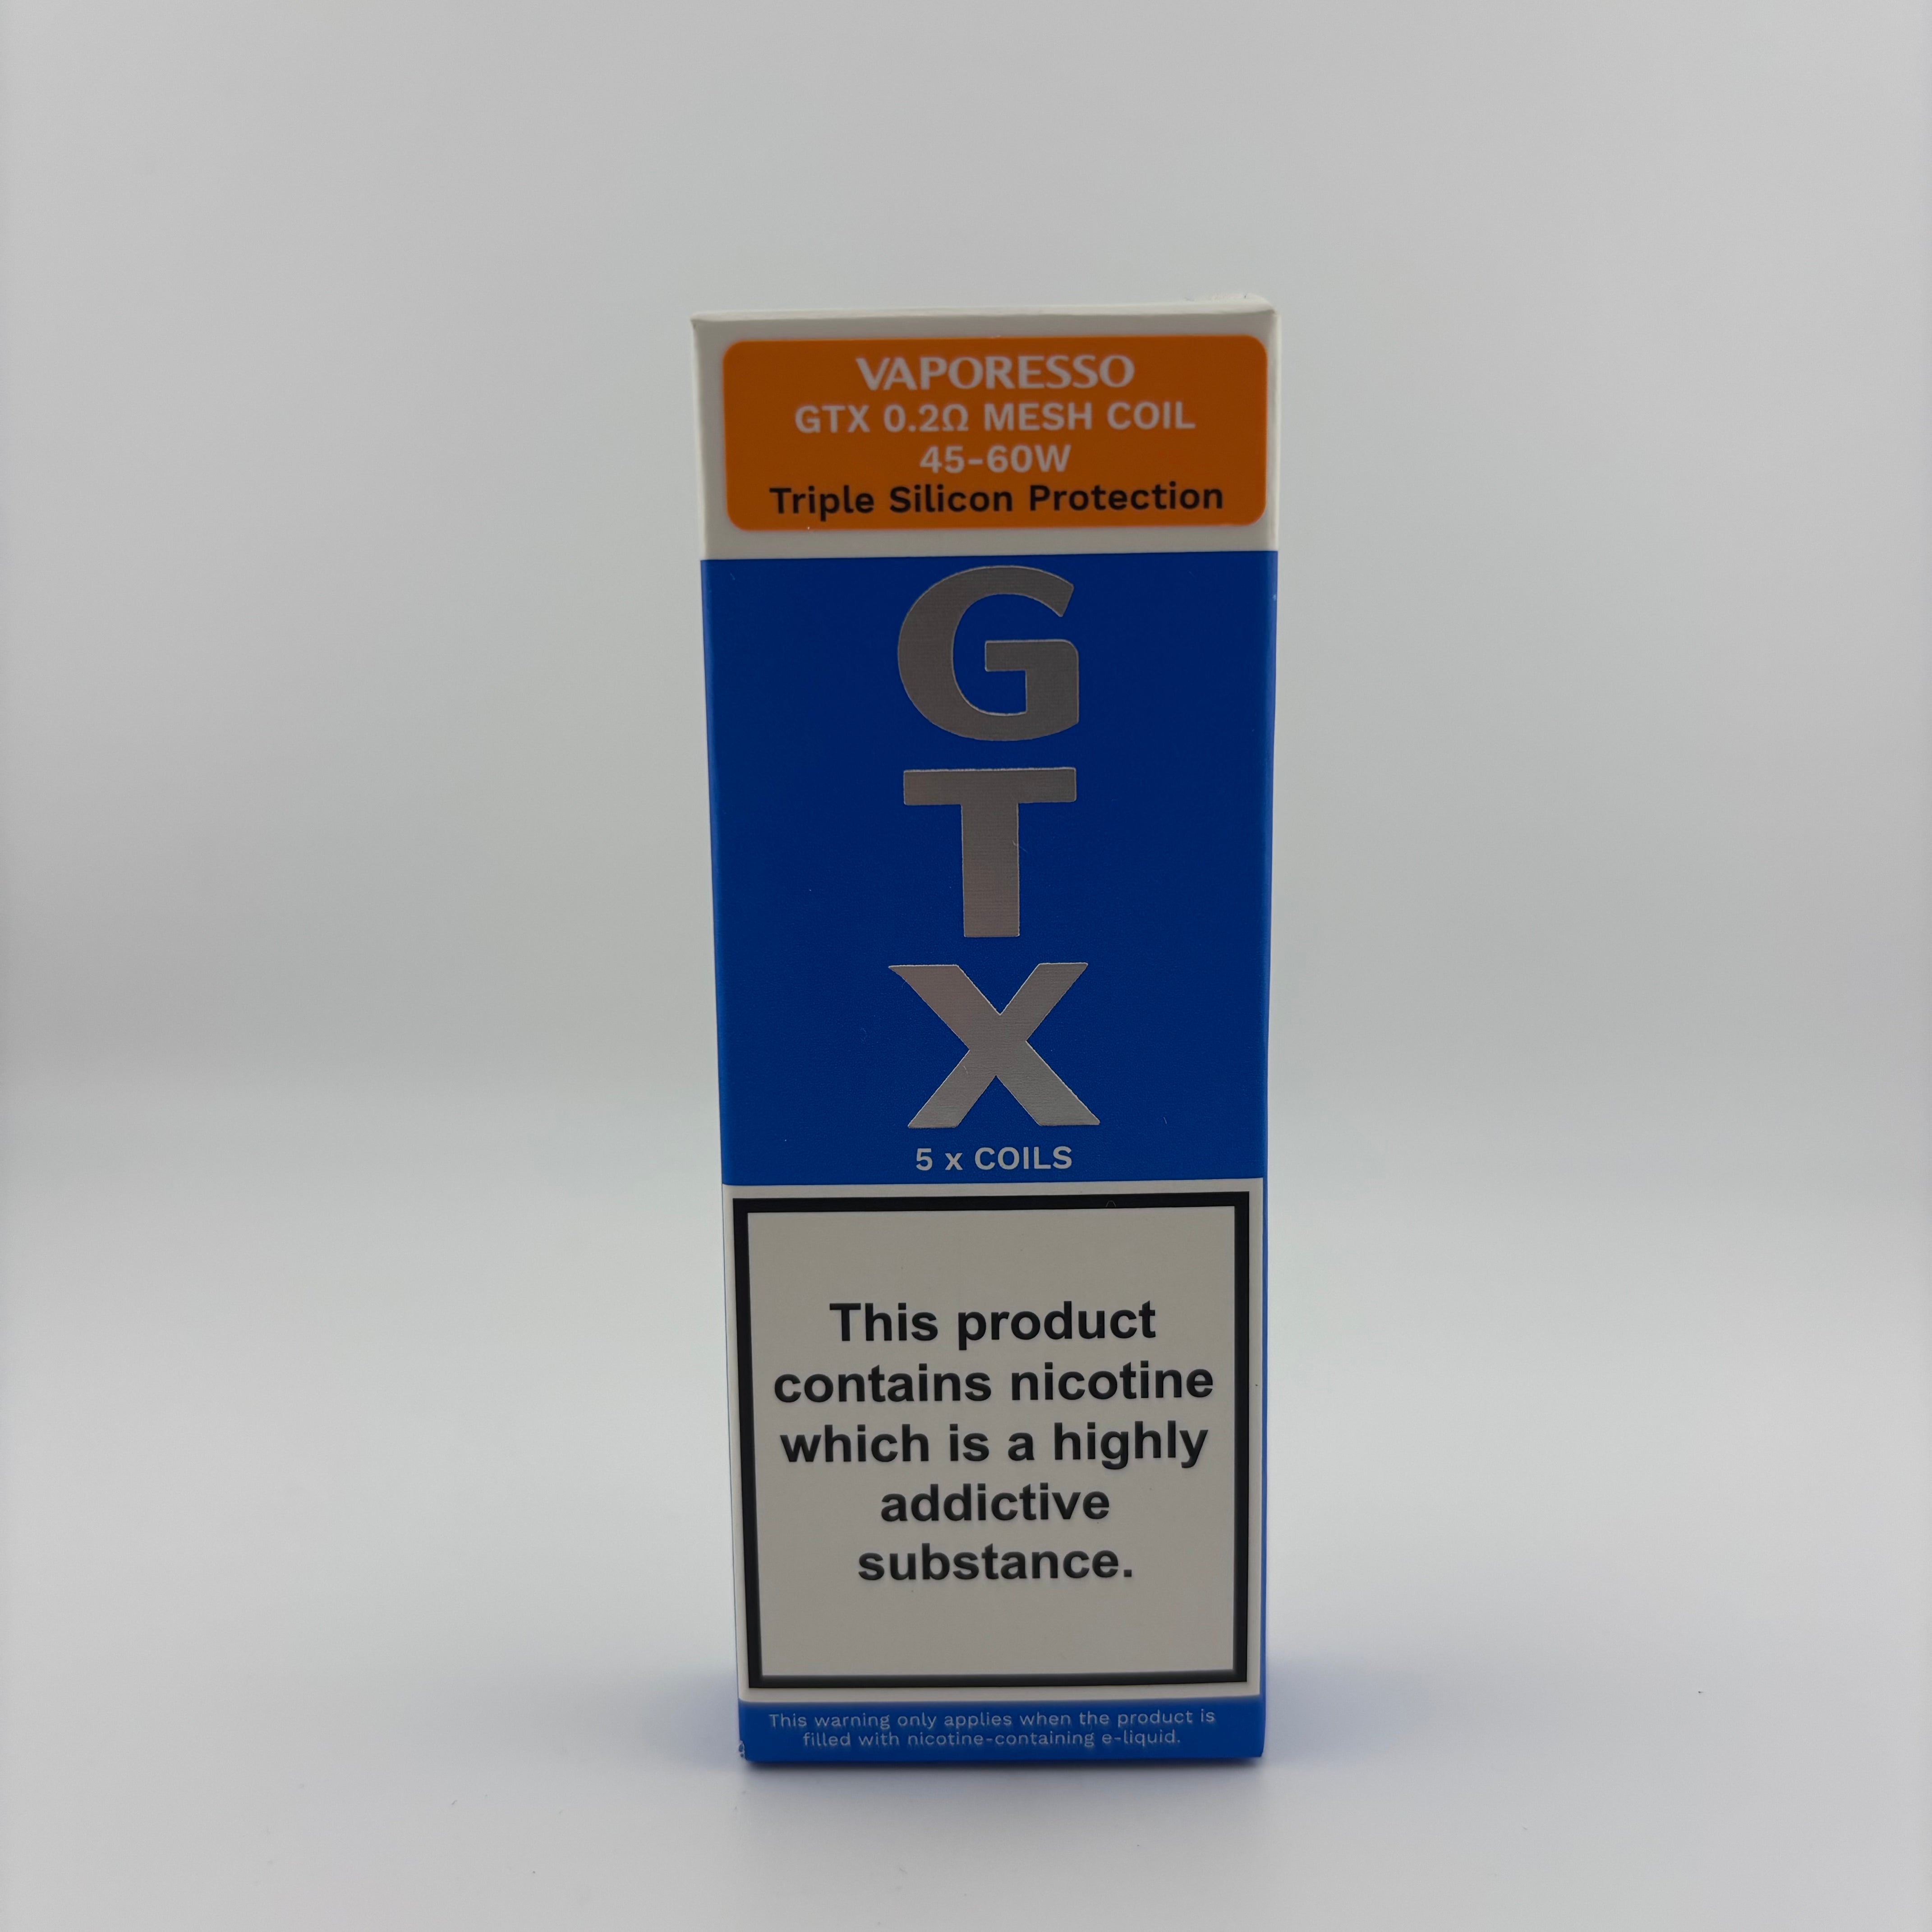 VAPORESSO
GTX 0.2Ω MESH COIL
45-60W
Triple Silicon Protection
G
T
X
5 x COILS
This product
contains nicotine
which is a highly
addictive
substance.
This warning only applies when the product is
filled with nicotine-containing e-liquid.